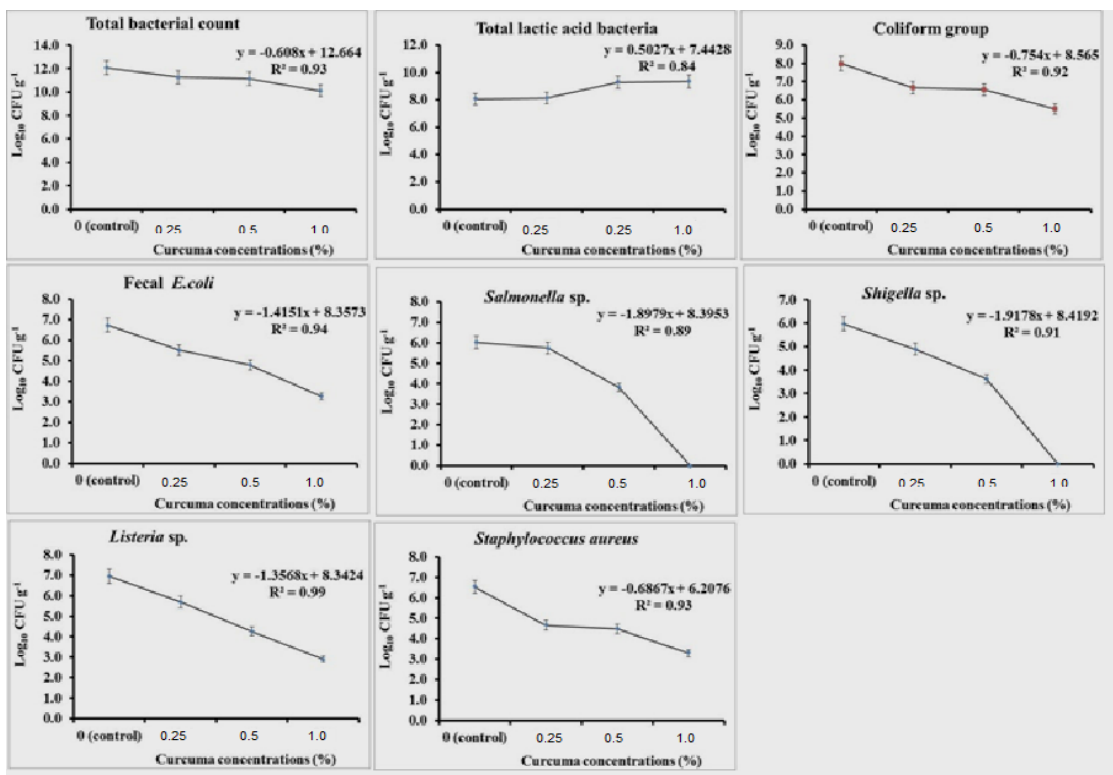 Total bacterial count
y = -0.608x + 12.664
R² = 0.93
Log₁₀ CFU g⁻¹
14.0
12.0
10.0
8.0
6.0
4.0
2.0
0.0
0 (control) 0.25 0.5 1.0
Curcuma concentrations (%)
Total lactic acid bacteria
y = 0.5027x + 7.4428
R² = 0.84
Log₁₀ CFU g⁻¹
12.0
10.0
8.0
6.0
4.0
2.0
0.0
0 (control) 0.25 0.25 1.0
Curcuma concentrations (%)
Coliform group
y = -0.754x + 8.565
R² = 0.92
Log₁₀ CFU g⁻¹
9.0
8.0
7.0
6.0
5.0
4.0
3.0
2.0
1.0
0.0
0 (control) 0.25 0.5 1.0
Curcuma concentrations (%)
Fecal E.coli
y = -1.4151x + 8.3573
R² = 0.94
Log₁₀ CFU g⁻¹
8.0
7.0
6.0
5.0
4.0
3.0
2.0
1.0
0.0
0 (control) 0.25 0.5 1.0
Curcuma concentrations (%)
Salmonella sp.
y = -1.8979x + 8.3953
R² = 0.89
Log₁₀ CFU g⁻¹
8.0
7.0
6.0
5.0
4.0
3.0
2.0
1.0
0.0
0 (control) 0.25 0.5 1.0
Curcuma concentrations (%)
Shigella sp.
y = -1.9178x + 8.4192
R² = 0.91
Log₁₀ CFU g⁻¹
7.0
6.0
5.0
4.0
3.0
2.0
1.0
0.0
0 (control) 0.25 0.5 1.0
Curcuma concentrations (%)
Listeria sp.
y = -1.3568x + 8.3424
R² = 0.99
Log₁₀ CFU g⁻¹
8.0
7.0
6.0
5.0
4.0
3.0
2.0
1.0
0.0
0 (control) 0.25 0.5 1.0
Curcuma concentrations (%)
Staphylococcus aureus
y = -0.6867x + 6.2076
R² = 0.93
Log₁₀ CFU g⁻¹
8.0
7.0
6.0
5.0
4.0
3.0
2.0
1.0
0.0
0 (control) 0.25 0.5 1.0
Curcuma concentrations (%)